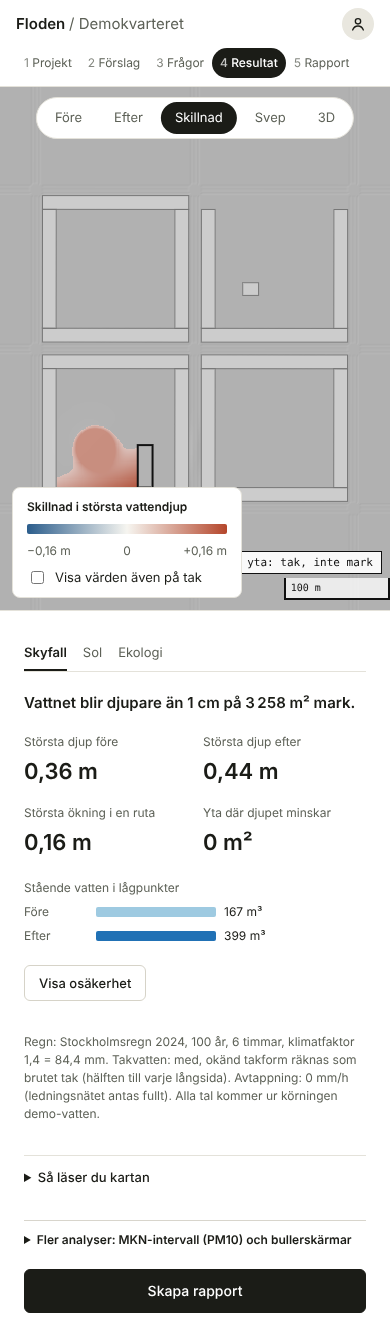 Floden / Demokvarteret
1 Projekt 2 Förslag 3 Frågor 4 Resultat 5 Rapport
Före Efter Skillnad Svep 3D
Skillnad i största vattendjup
−0,16 m 0 +0,16 m
Visa värden även på tak
yta: tak, inte mark
100 m
Skyfall Sol Ekologi
Vattnet blir djupare än 1 cm på 3 258 m² mark.
Största djup före Största djup efter
0,36 m 0,44 m
Största ökning i en ruta Yta där djupet minskar
0,16 m 0 m²
Stående vatten i lågpunkter
Före 167 m³
Efter 399 m³
Visa osäkerhet
Regn: Stockholmsregn 2024, 100 år, 6 timmar, klimatfaktor
1,4 = 84,4 mm. Takvatten: med, okänd takform räknas som
brutet tak (hälften till varje långsida). Avtappning: 0 mm/h
(ledningsnätet antas fullt). Alla tal kommer ur körningen
demo-vatten.
Så läser du kartan
Fler analyser: MKN-intervall (PM10) och bullerskärmar
Skapa rapport